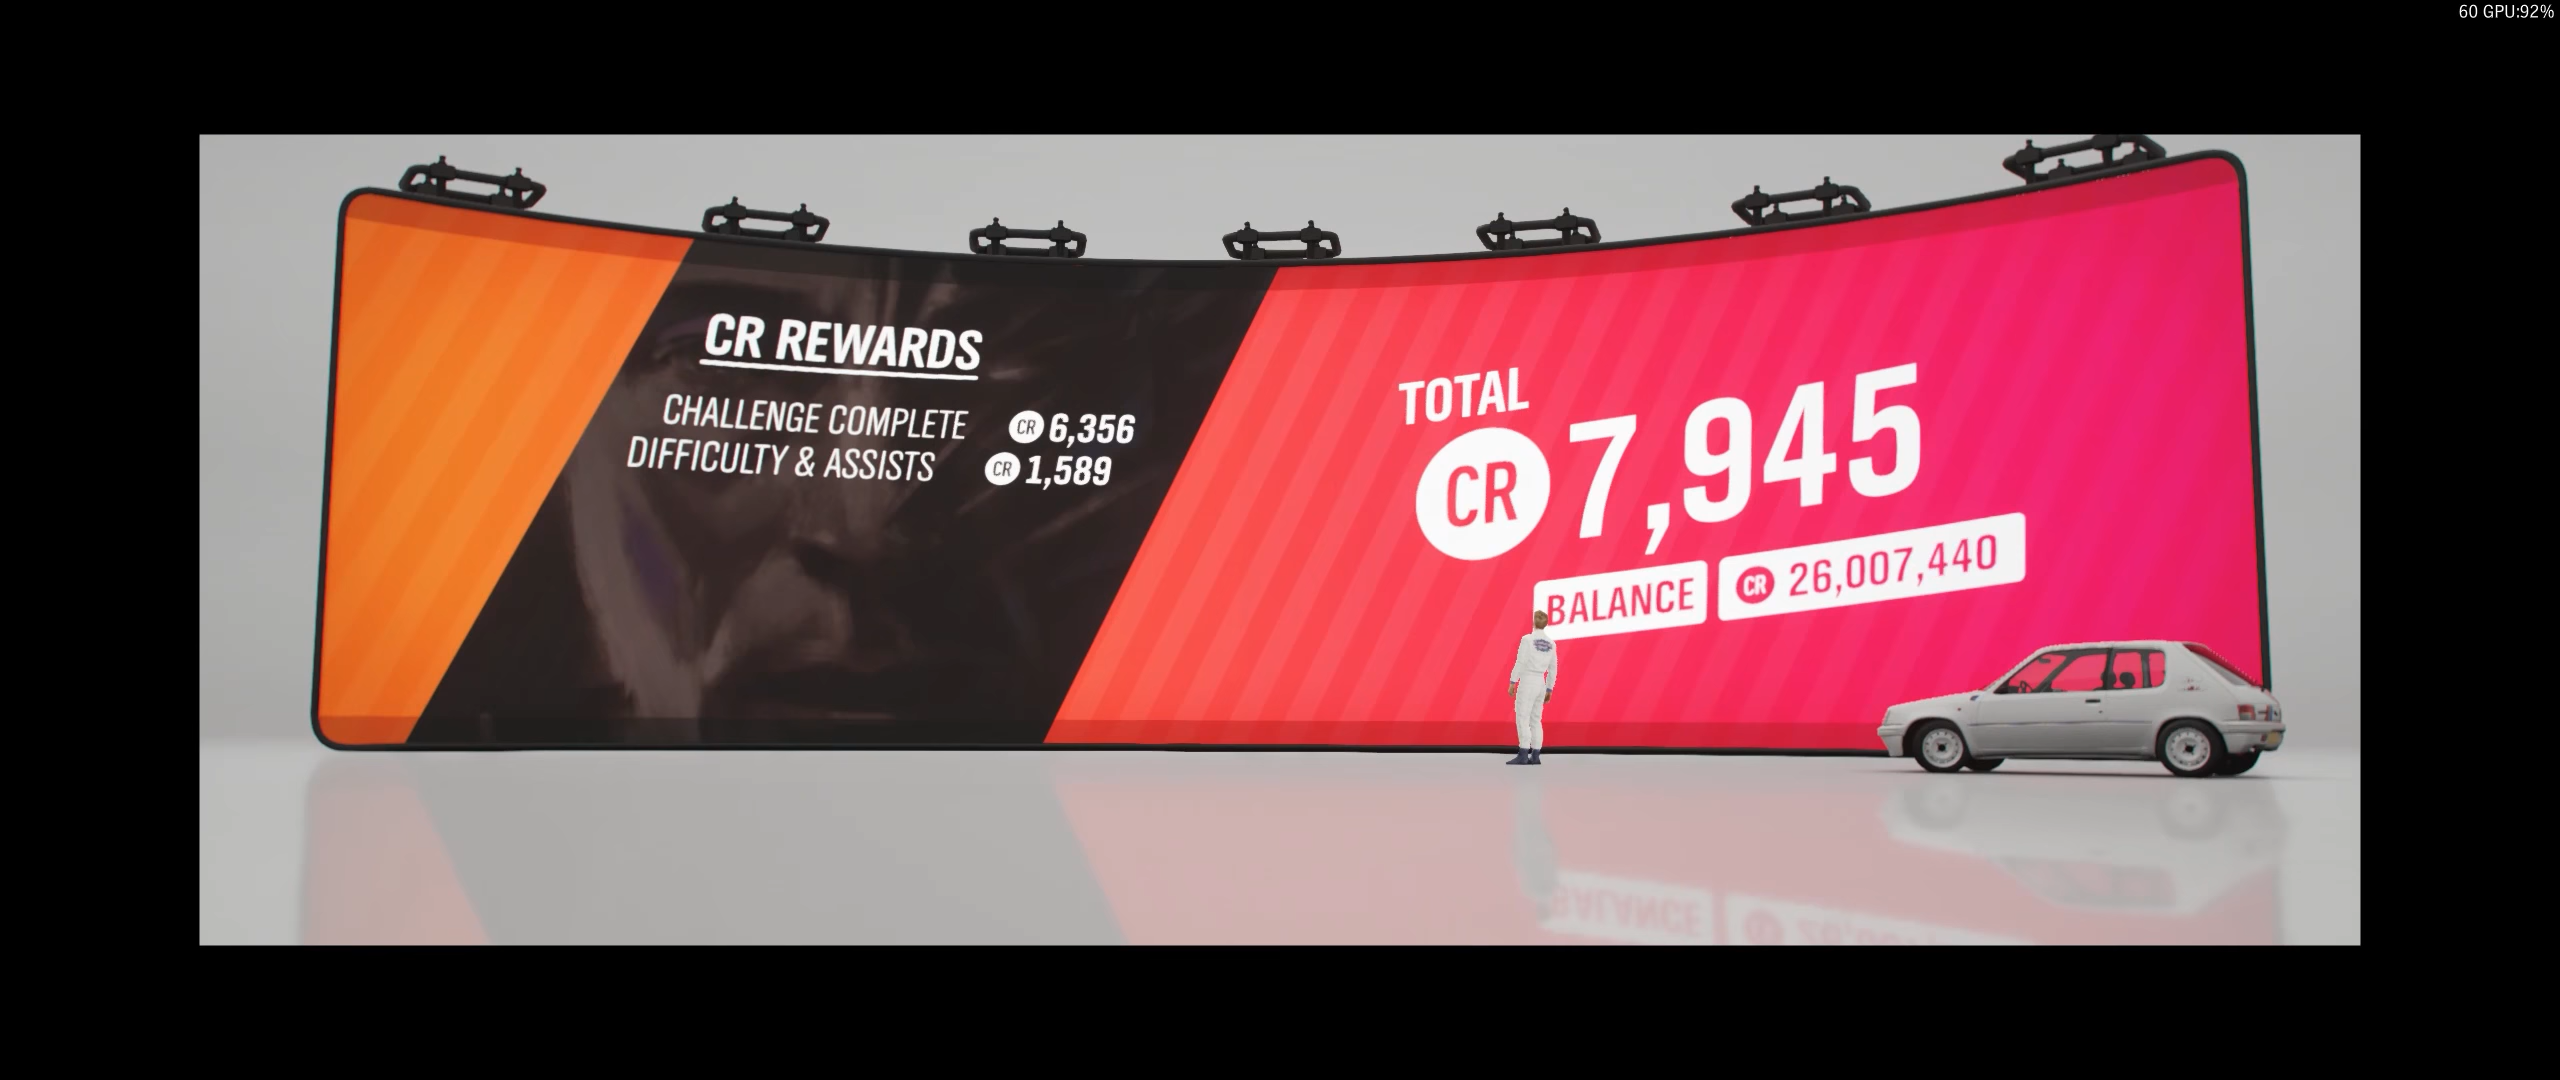 60 GPU:92%
CR REWARDS
CHALLENGE COMPLETE CR 6,356
DIFFICULTY & ASSISTS CR 1,589
TOTAL
CR 7,945
BALANCE CR 26,007,440